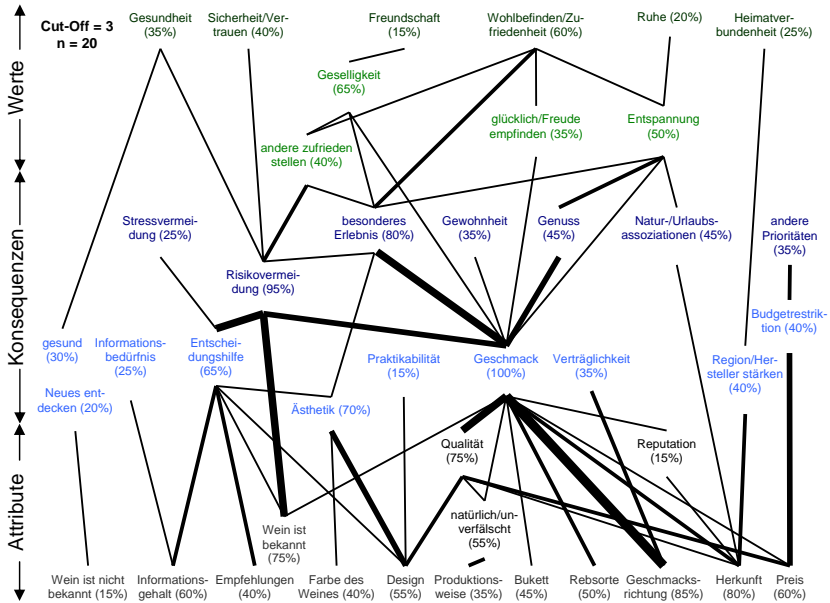 Cut-Off = 3
n = 20
Gesundheit
(35%)
Sicherheit/Ver-
trauen (40%)
Freundschaft
(15%)
Wohlbefinden/Zu-
friedenheit (60%)
Ruhe (20%)
Heimatver-
bundenheit (25%)
Geselligkeit
(65%)
Werte
andere zufrieden
stellen (40%)
glücklich/Freude
empfinden (35%)
Entspannung
(50%)
Stressvermei-
dung (25%)
besonderes
Erlebnis (80%)
Gewohnheit
(35%)
Genuss
(45%)
Natur-/Urlaubs-
assoziationen (45%)
andere
Prioritäten
(35%)
Risikovermei-
dung (95%)
Konsequenzen
Budgetrestrik-
tion (40%)
gesund
(30%)
Informations-
bedürfnis
(25%)
Entschei-
dungshilfe
(65%)
Praktikabilität
(15%)
Geschmack
(100%)
Verträglichkeit
(35%)
Region/Her-
steller stärken
(40%)
Neues ent-
decken (20%)
Ästhetik (70%)
Qualität
(75%)
Reputation
(15%)
Attribute
Wein ist
bekannt
(75%)
natürlich/un-
verfälscht
(55%)
Wein ist nicht
bekannt (15%)
Informations-
gehalt (60%)
Empfehlungen
(40%)
Farbe des
Weines (40%)
Design
(55%)
Produktions-
weise (35%)
Bukett
(45%)
Rebsorte
(50%)
Geschmacks-
richtung (85%)
Herkunft
(80%)
Preis
(60%)